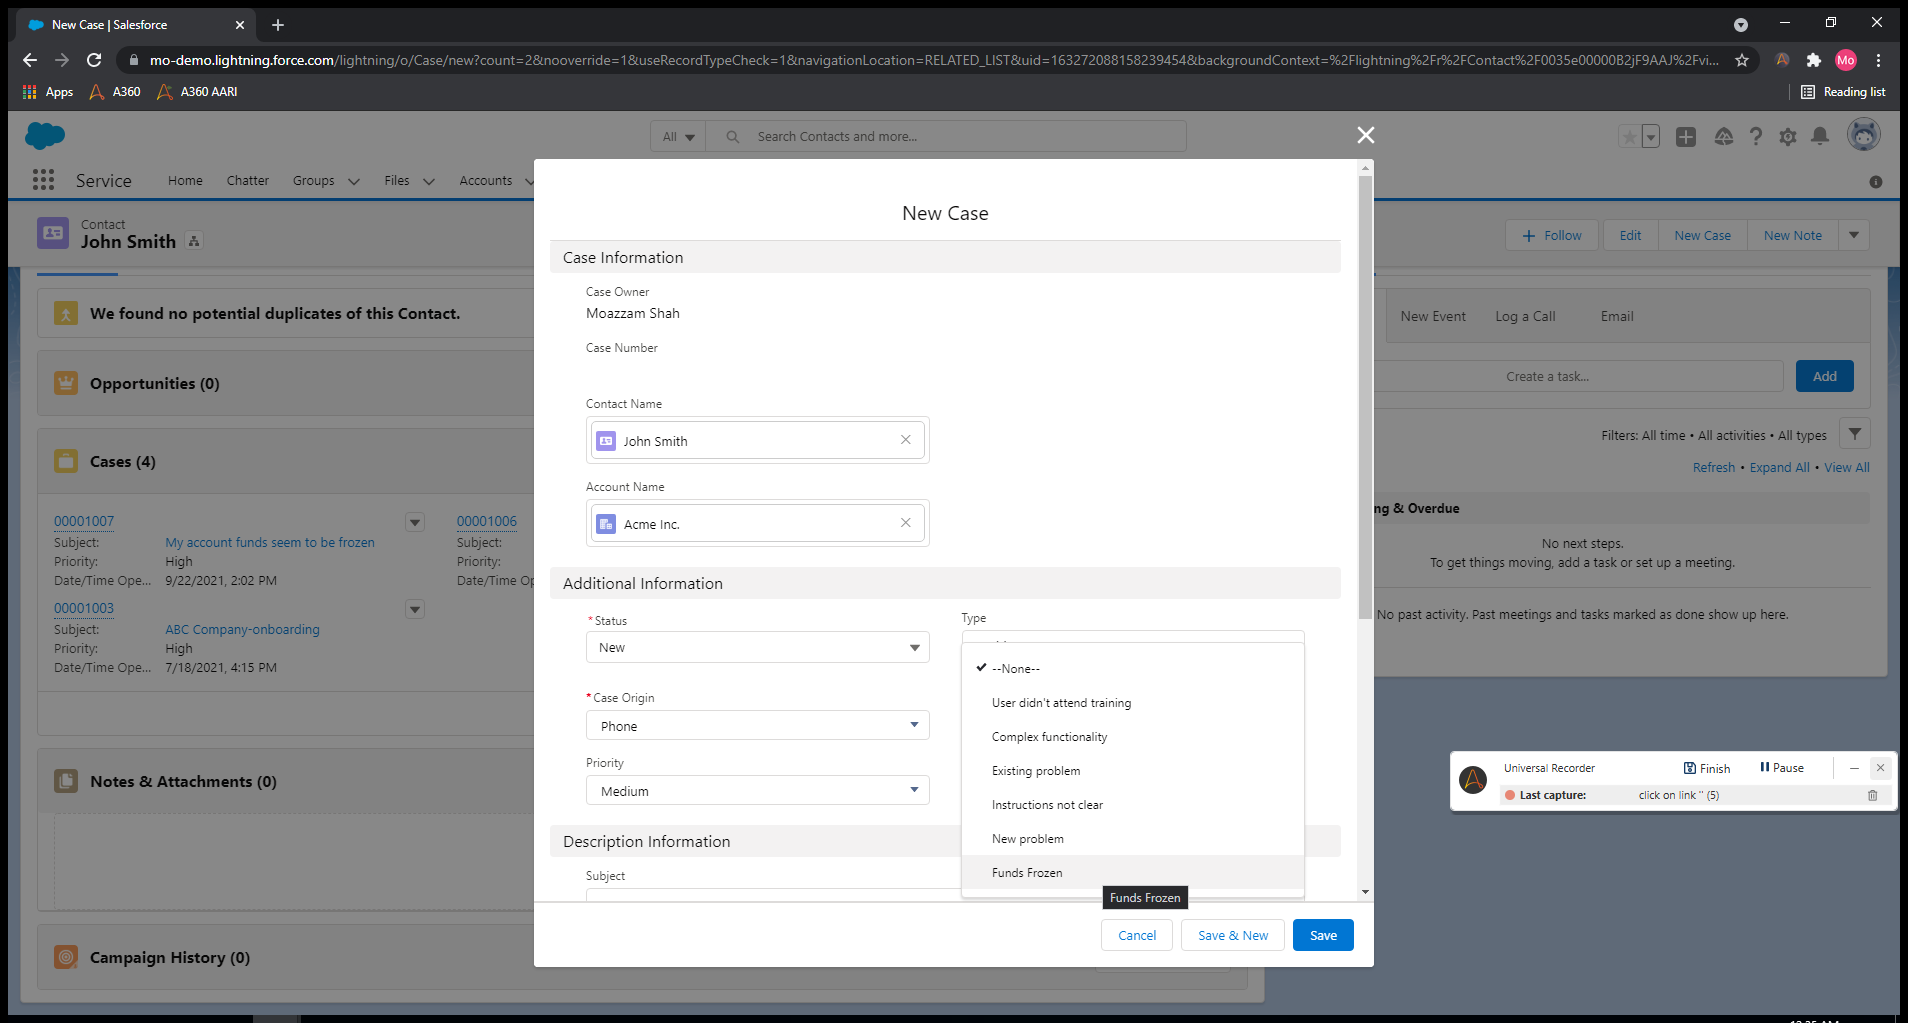 New Case | Salesforce
mo-demo.lightning.force.com/lightning/o/Case/new?count=2&nooverride=1&useRecordTypeCheck=1&navigationLocation=RELATED_LIST&uid=163272088158239454&backgroundContext=%2Flightning%2Fr%2FContact%2F0035e00000B2jF9AAJ%2Fvi...
Mo
Apps A360 A360 AARI Reading list
All Search Contacts and more...
Service Home Chatter Groups Files Accounts
Contact
John Smith
Follow Edit New Case New Note
We found no potential duplicates of this Contact.
Opportunities (0)
Cases (4)
00001007
Subject: My account funds seem to be frozen
Priority: High
Date/Time Ope... 9/22/2021, 2:02 PM
00001006
Subject:
Priority:
Date/Time Op
00001003
Subject: ABC Company-onboarding
Priority: High
Date/Time Ope... 7/18/2021, 4:15 PM
Notes & Attachments (0)
Campaign History (0)
New Case
Case Information
Case Owner
Moazzam Shah
Case Number
Contact Name
John Smith
Account Name
Acme Inc.
Additional Information
*Status
New
*Case Origin
Phone
Priority
Medium
Type
--None--
User didn't attend training
Complex functionality
Existing problem
Instructions not clear
New problem
Funds Frozen
Funds Frozen
Description Information
Subject
Cancel Save & New Save
New Event Log a Call Email
Create a task... Add
Filters: All time • All activities • All types
Refresh • Expand All • View All
ng & Overdue
No next steps.
To get things moving, add a task or set up a meeting.
No past activity. Past meetings and tasks marked as done show up here.
Universal Recorder Finish Pause
Last capture: click on link '' (5)